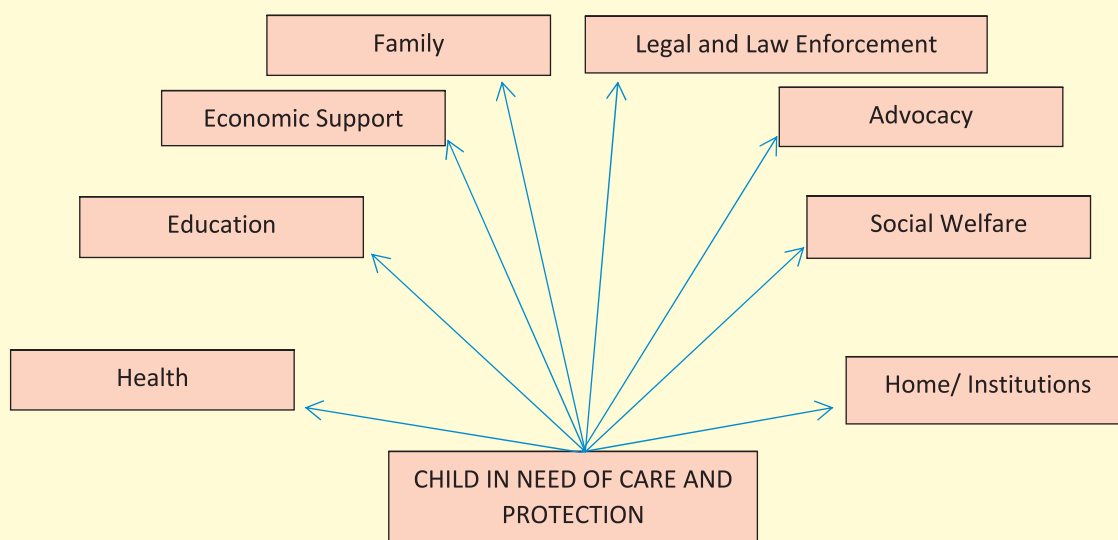 Family
Legal and Law Enforcement
Economic Support
Advocacy
Education
Social Welfare
Health
Home/ Institutions
CHILD IN NEED OF CARE AND
PROTECTION